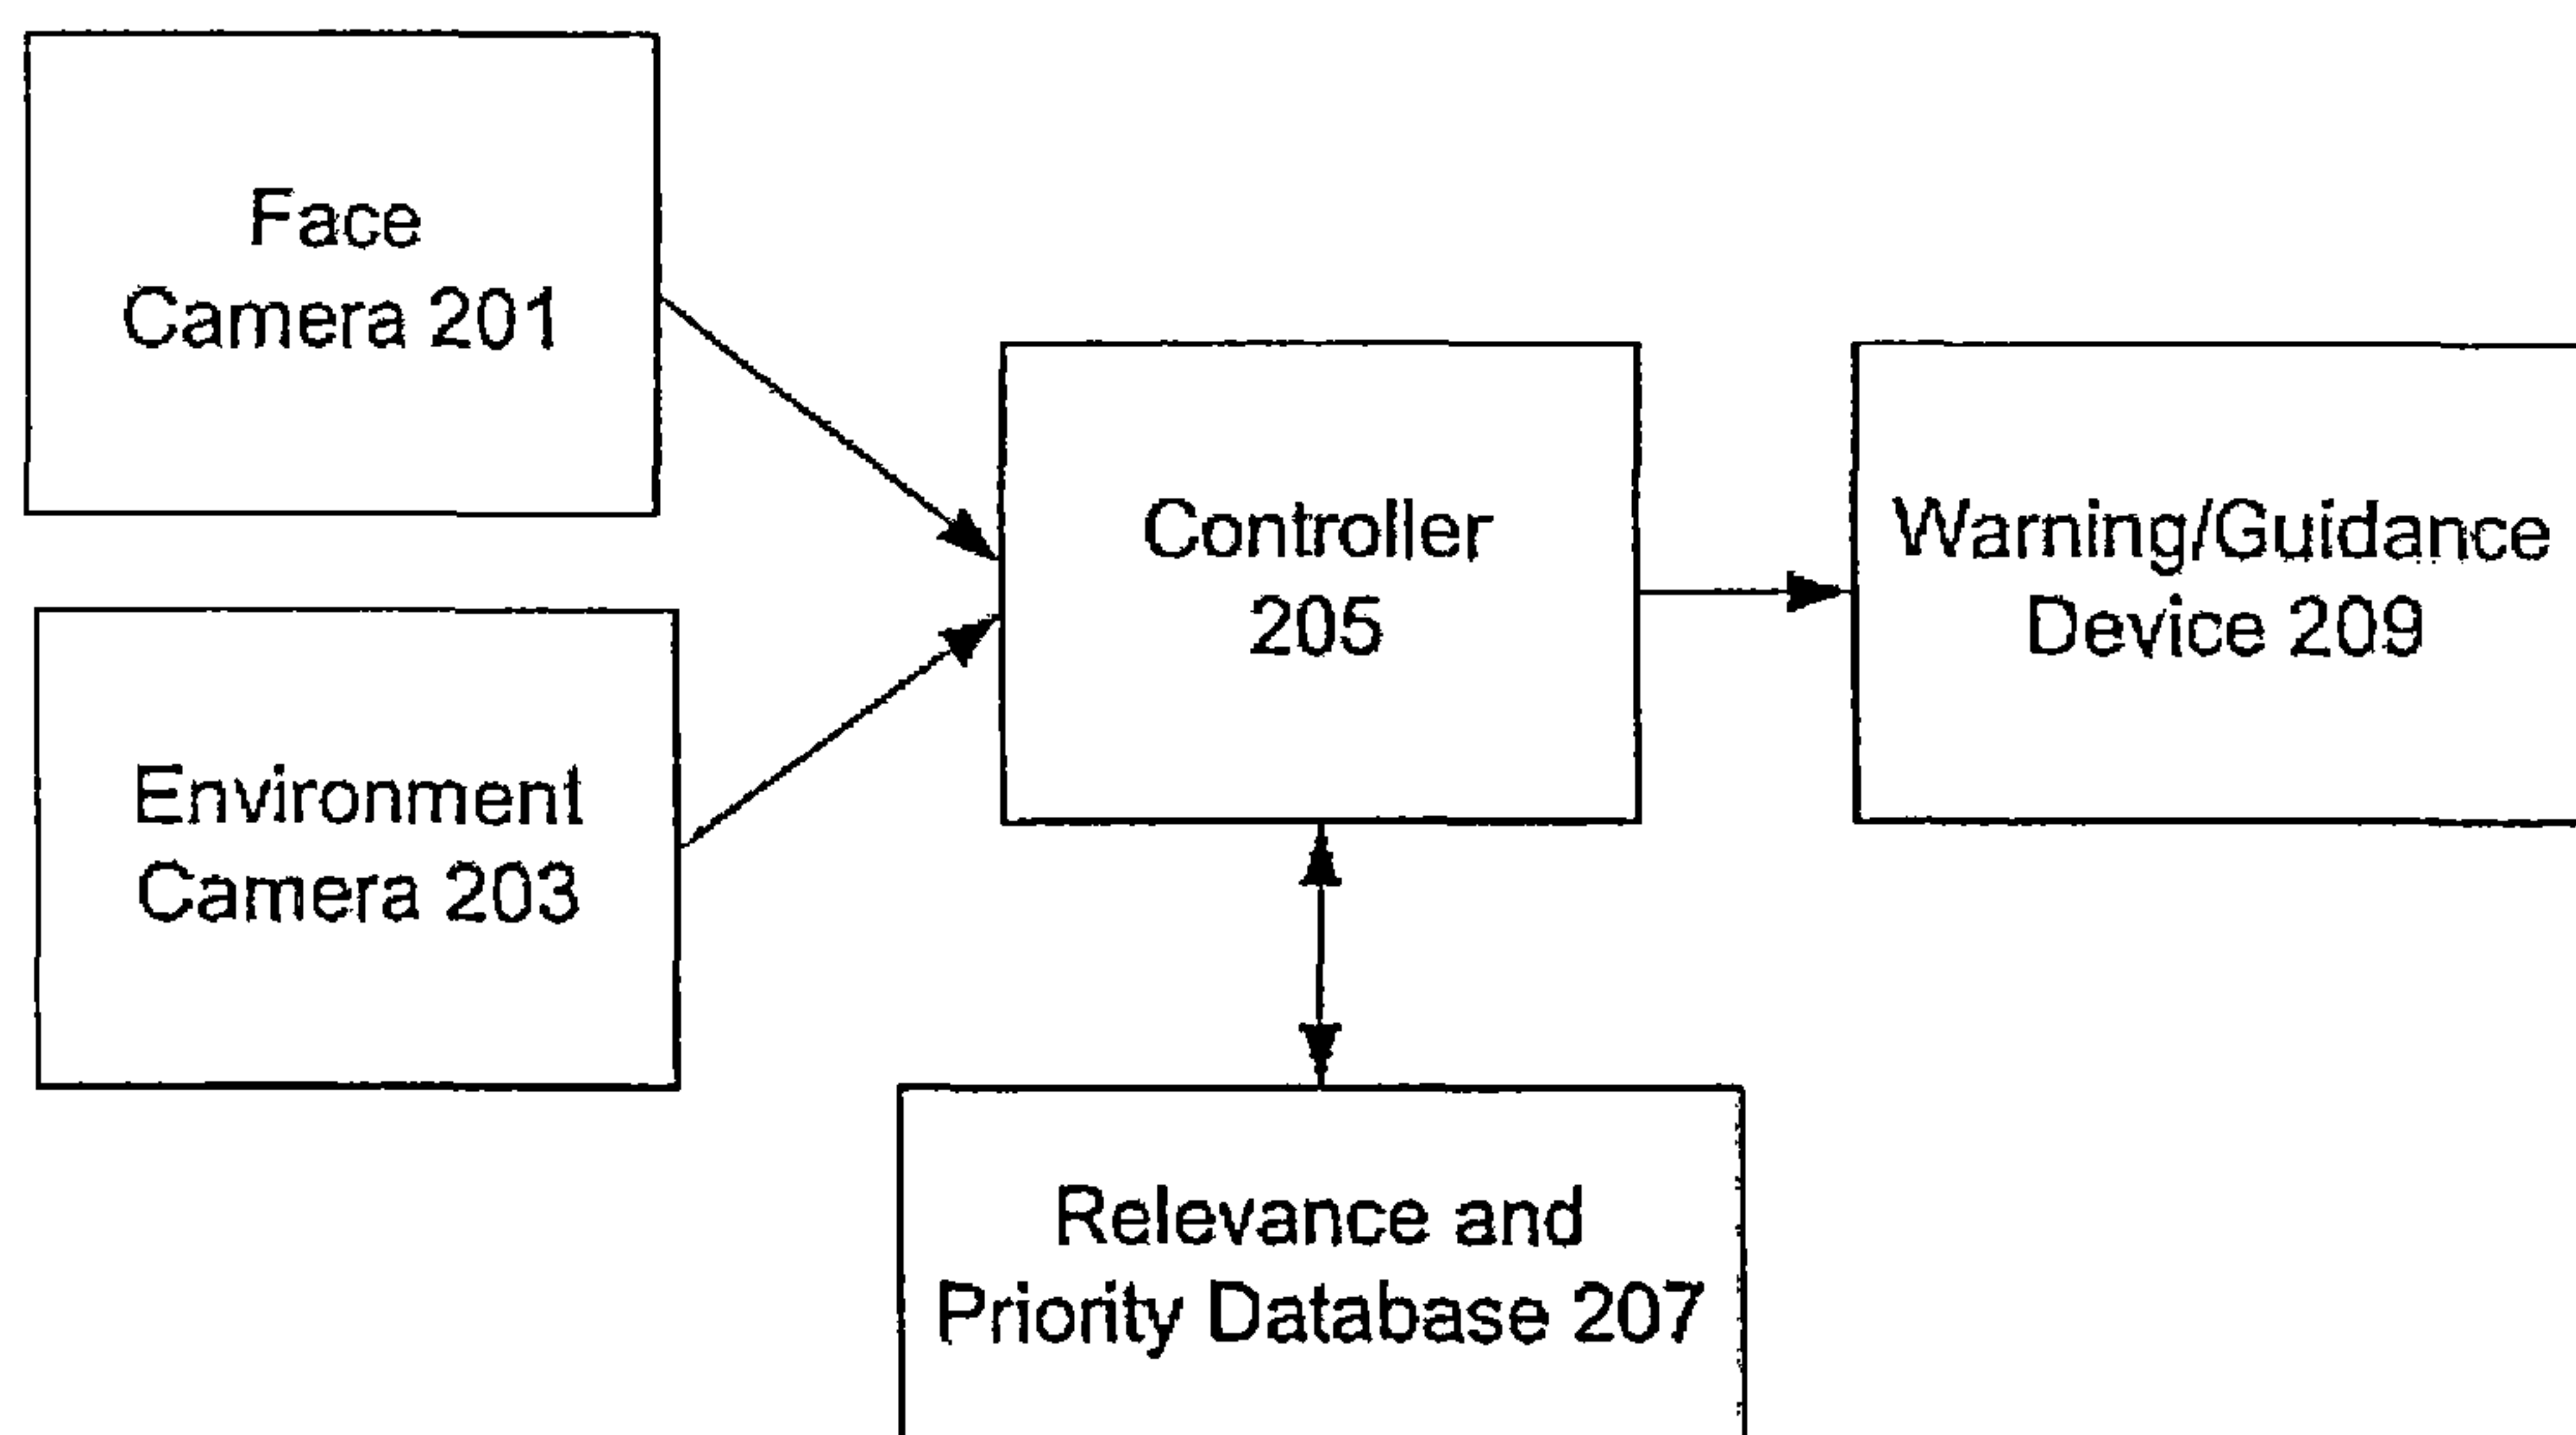 Face
Camera 201
Environment
Camera 203
Controller
205
Warning/Guidance
Device 209
Relevance and
Priority Database 207